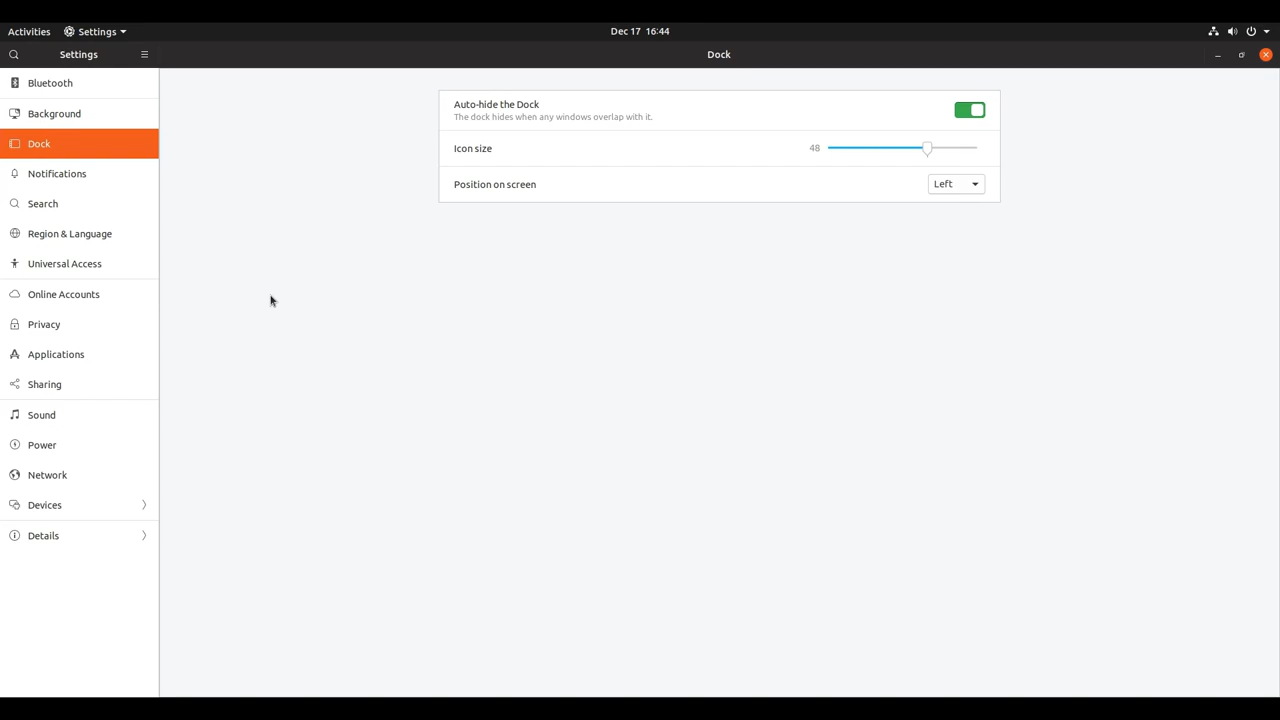 Activities
Settings
Dec 17 16:44
Settings
Dock
Bluetooth
Background
Dock
Notifications
Search
Region & Language
Universal Access
Online Accounts
Privacy
Applications
Sharing
Sound
Power
Network
Devices
Details
Auto-hide the Dock
The dock hides when any windows overlap with it.
Icon size
48
Position on screen
Left